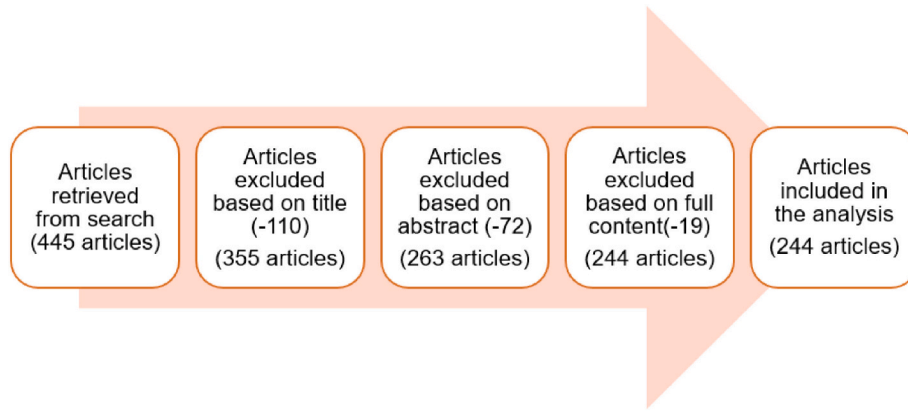 Articles
retrieved
from search
(445 articles)
Articles
excluded
based on title
(-110)
(355 articles)
Articles
excluded
based on
abstract (-72)
(263 articles)
Articles
excluded
based on full
content(-19)
(244 articles)
Articles
included in
the analysis
(244 articles)